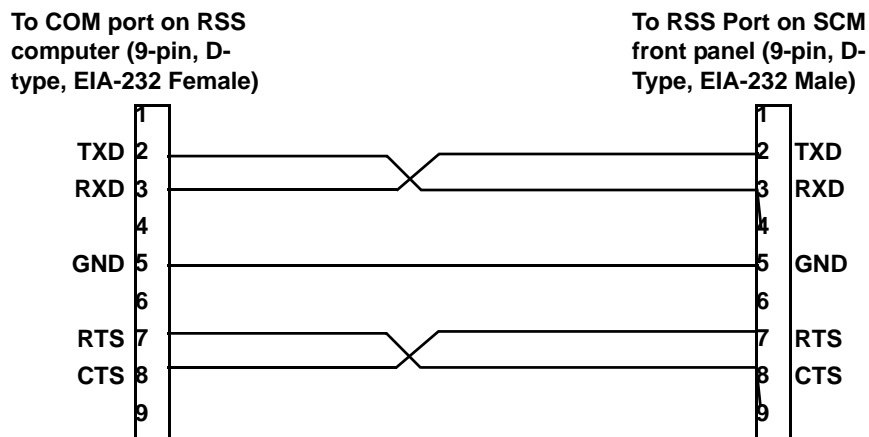 To COM port on RSS
computer (9-pin, D-
type, EIA-232 Female)
To RSS Port on SCM
front panel (9-pin, D-
Type, EIA-232 Male)
1 1
TXD 2 2 TXD
RXD 3 3 RXD
4 4
GND 5 5 GND
6 6
RTS 7 7 RTS
CTS 8 8 CTS
9 9